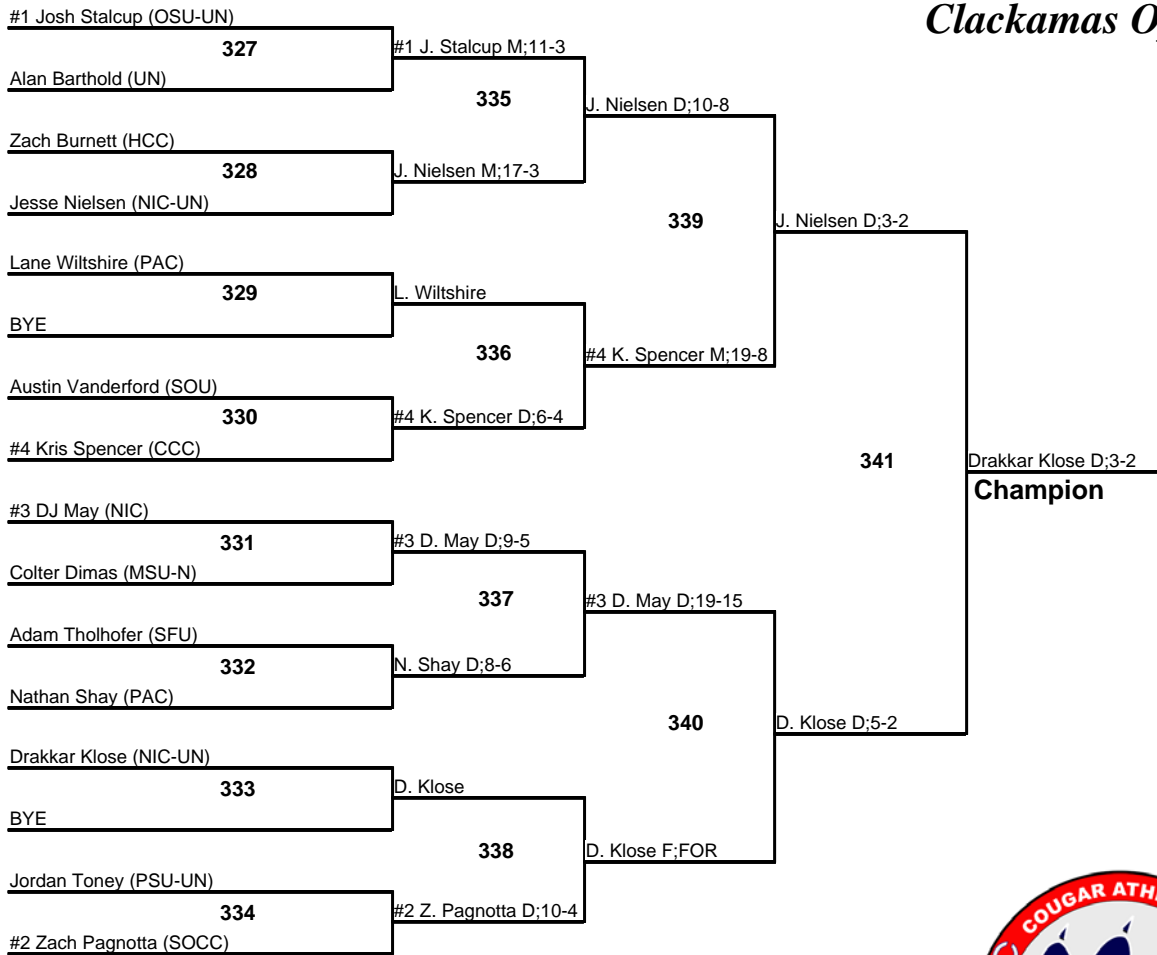 Clackamas O
#1 Josh Stalcup (OSU-UN)
327
Alan Barthold (UN)
#1 J. Stalcup M;11-3
335
Zach Burnett (HCC)
328
Jesse Nielsen (NIC-UN)
J. Nielsen M;17-3
J. Nielsen D;10-8
339
Lane Wiltshire (PAC)
329
BYE
L. Wiltshire
336
Austin Vanderford (SOU)
330
#4 Kris Spencer (CCC)
#4 K. Spencer D;6-4
#4 K. Spencer M;19-8
J. Nielsen D;3-2
341
#3 DJ May (NIC)
331
Colter Dimas (MSU-N)
#3 D. May D;9-5
337
Adam Tholhofer (SFU)
332
Nathan Shay (PAC)
N. Shay D;8-6
#3 D. May D;19-15
340
Drakkar Klose (NIC-UN)
333
BYE
D. Klose
338
Jordan Toney (PSU-UN)
334
#2 Zach Pagnotta (SOCC)
#2 Z. Pagnotta D;10-4
D. Klose F;FOR
D. Klose D;5-2
Drakkar Klose D;3-2
Champion
COUGAR ATH